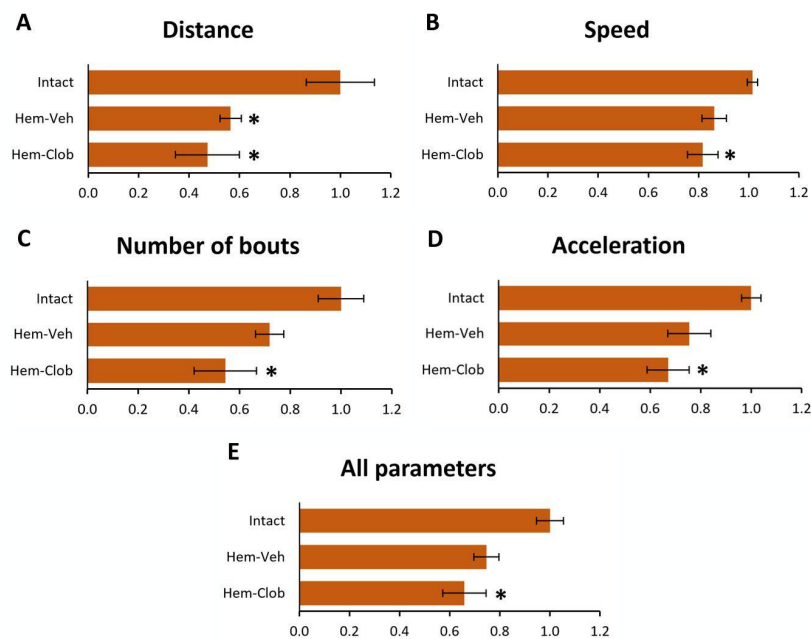 A
Distance
Intact
Hem-Veh *
Hem-Clob *
0.0 0.2 0.4 0.6 0.8 1.0 1.2
B
Speed
Intact
Hem-Veh
Hem-Clob *
0.0 0.2 0.4 0.6 0.8 1.0 1.2
C
Number of bouts
Intact
Hem-Veh
Hem-Clob *
0.0 0.2 0.4 0.6 0.8 1.0 1.2
D
Acceleration
Intact
Hem-Veh
Hem-Clob *
0.0 0.2 0.4 0.6 0.8 1.0 1.2
E
All parameters
Intact
Hem-Veh
Hem-Clob *
0.0 0.2 0.4 0.6 0.8 1.0 1.2